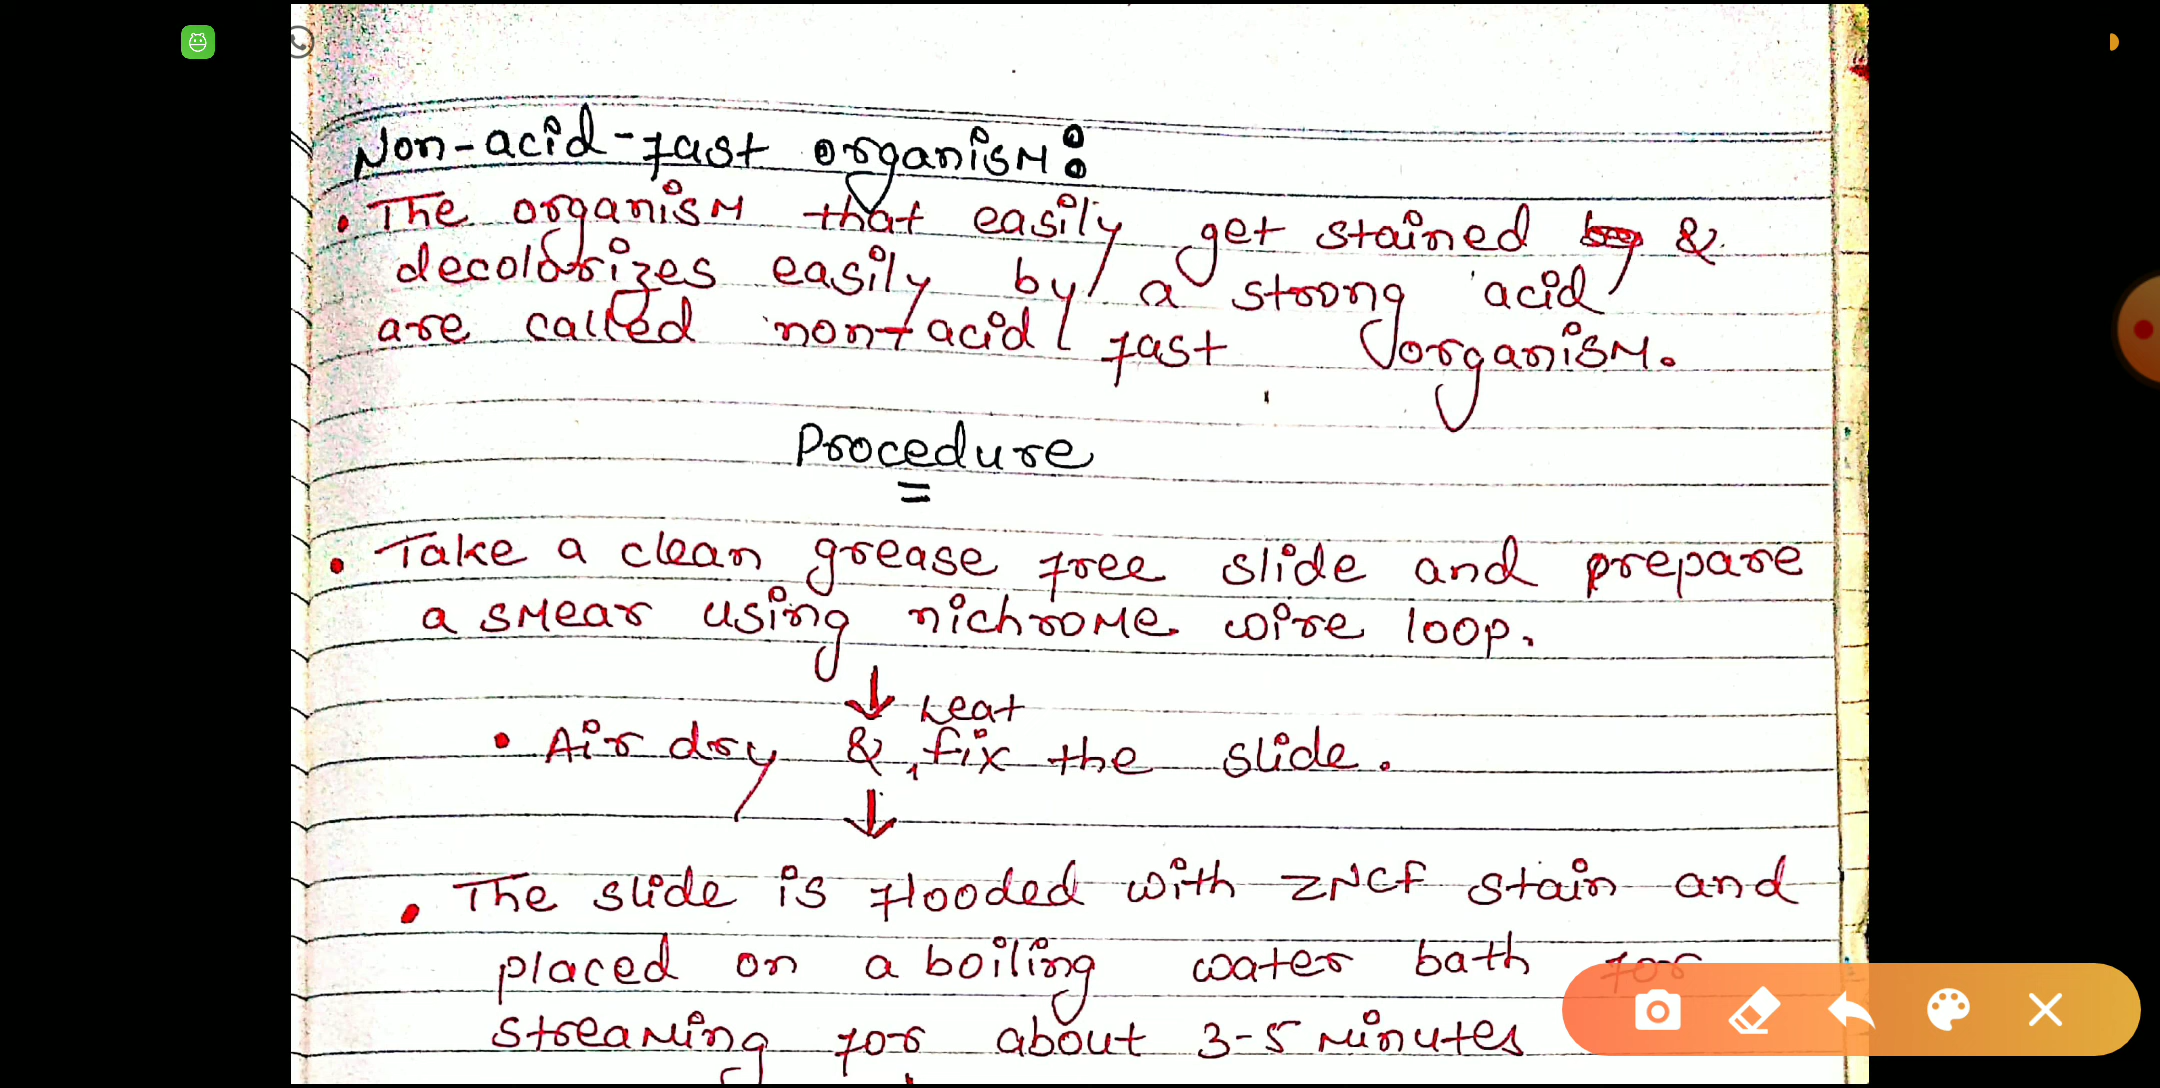 Non-acid-fast organism:
• The organism that easily get stained &
decolorizes easily by a strong acid
are called non-acid fast organism.
Procedure
=
• Take a clean grease free slide and prepare
a smear using nichrome wire loop.
↓ heat
• Air dry & fix the slide.
↓
• The slide is flooded with ZNCF stain and
placed on a boiling water bath for
streaming for about 3-5 minutes